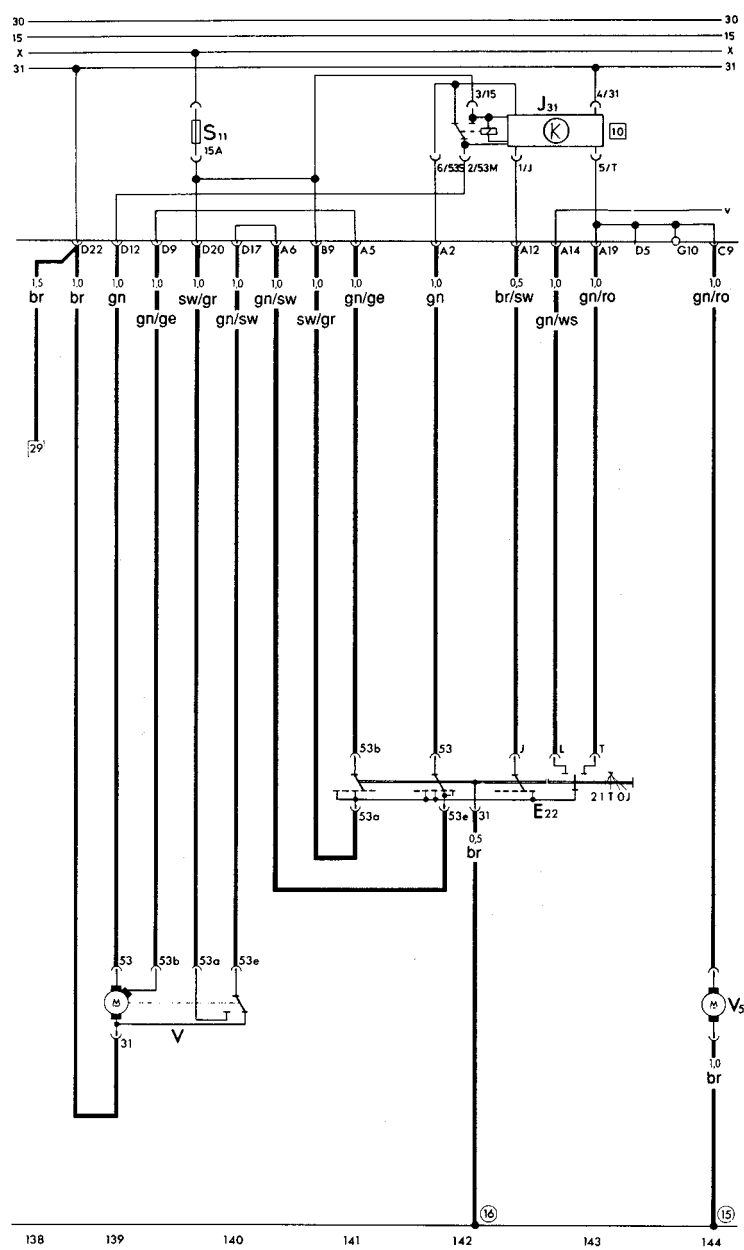 30 30
15 15
X X
31 31
3/15 J31 4/31
S11 K 10
15A
6/53S 2/53M 1/J 5/T
V
D22 D12 D9 D20 D17 A6 B9 A5 A2 A12 A14 A19 D5 G10 C9
1,5 1,0 1,0 1,0 1,0 1,0 1,0 1,0 1,0 1,0 0,5 1,0 1,0 1,0
br br gn sw/gr gn/sw gn/ge gn br/sw gn/ro gn/ro
gn/ge gn/sw sw/gr gn/ws
29
53b 53 J L T
2 1 T 0 J
53a 53e 31 E22
0,5
br
53 53b 53a 53e
M M V5
V
31
1,0
br
16 15
138 139 140 141 142 143 144